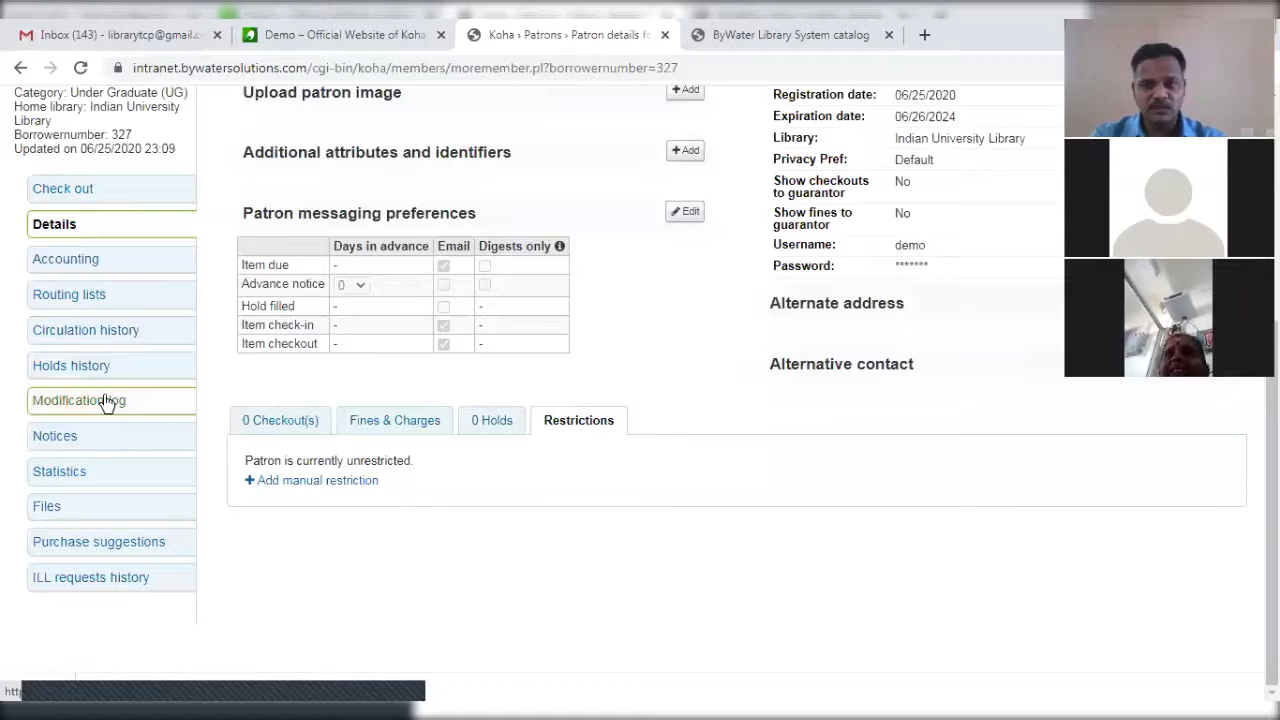 Inbox (143) - librarytcp@gmail.c
Demo – Official Website of Koha
Koha › Patrons › Patron details fo
ByWater Library System catalog
intranet.bywatersolutions.com/cgi-bin/koha/members/moremember.pl?borrowernumber=327
Category: Under Graduate (UG)
Home library: Indian University
Library
Borrowernumber: 327
Updated on 06/25/2020 23:09
Check out
Details
Accounting
Routing lists
Circulation history
Holds history
Modification log
Notices
Statistics
Files
Purchase suggestions
ILL requests history
Upload patron image
+ Add
Additional attributes and identifiers
+ Add
Patron messaging preferences
Edit
Days in advance Email Digests only
Item due -
Advance notice 0
Hold filled - -
Item check-in - -
Item checkout - -
Registration date: 06/25/2020
Expiration date: 06/26/2024
Library: Indian University Library
Privacy Pref: Default
Show checkouts to guarantor No
Show fines to guarantor No
Username: demo
Password: *******
Alternate address
Alternative contact
0 Checkout(s) Fines & Charges 0 Holds Restrictions
Patron is currently unrestricted.
+ Add manual restriction